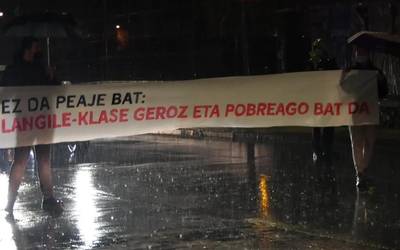 EZ DA PEAJE BAT:
LANGILE-KLASE GEROZ ETA POBREAGO BAT DA